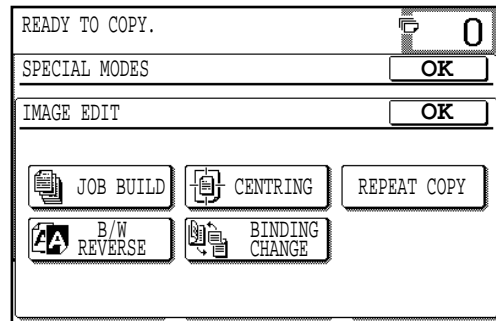 READY TO COPY.
0
SPECIAL MODES
OK
IMAGE EDIT
OK
JOB BUILD
CENTRING
REPEAT COPY
B/W
REVERSE
BINDING
CHANGE